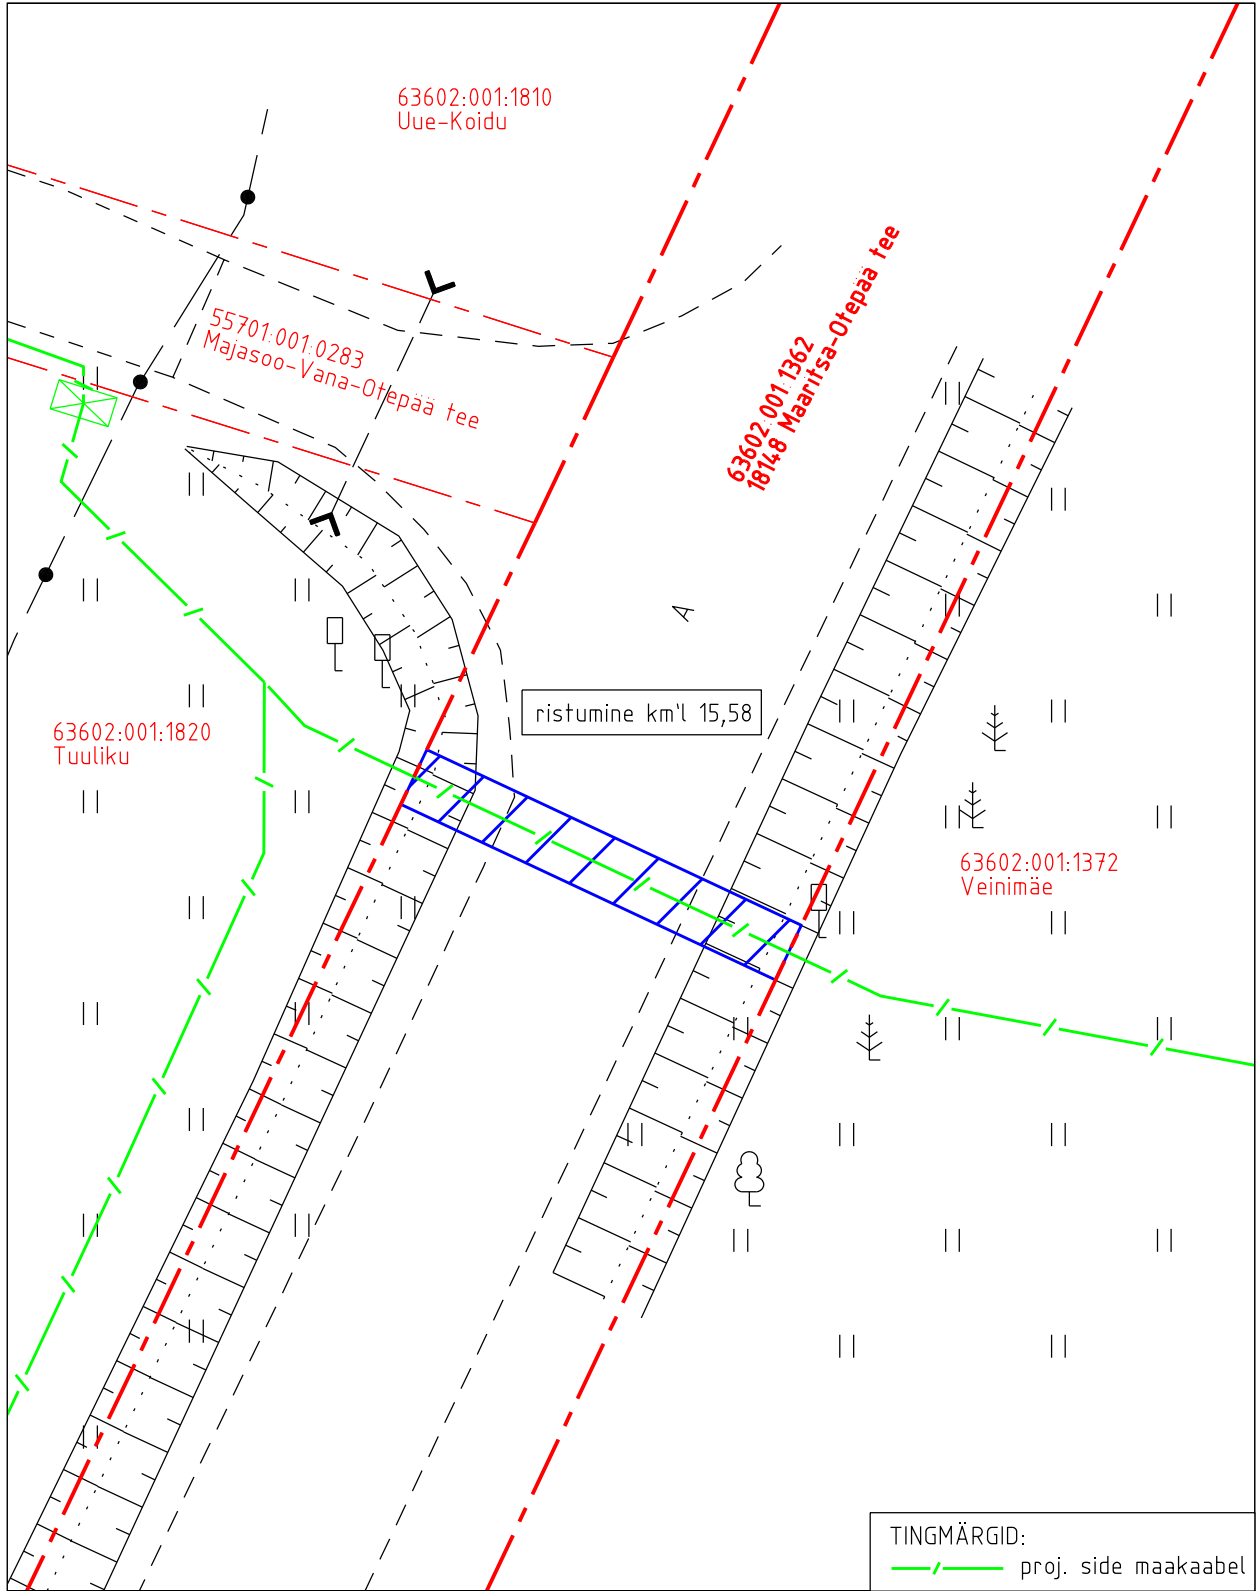 63602:001:1810
Uue-Koidu
55701:001:0283
Majasoo-Vana-Otepää tee
63602:001:1362
18148 Maaritsa-Otepää tee
A
ristumine km'l 15,58
63602:001:1820
Tuuliku
63602:001:1372
Veinimäe
TINGMÄRGID:
proj. side maakaabel